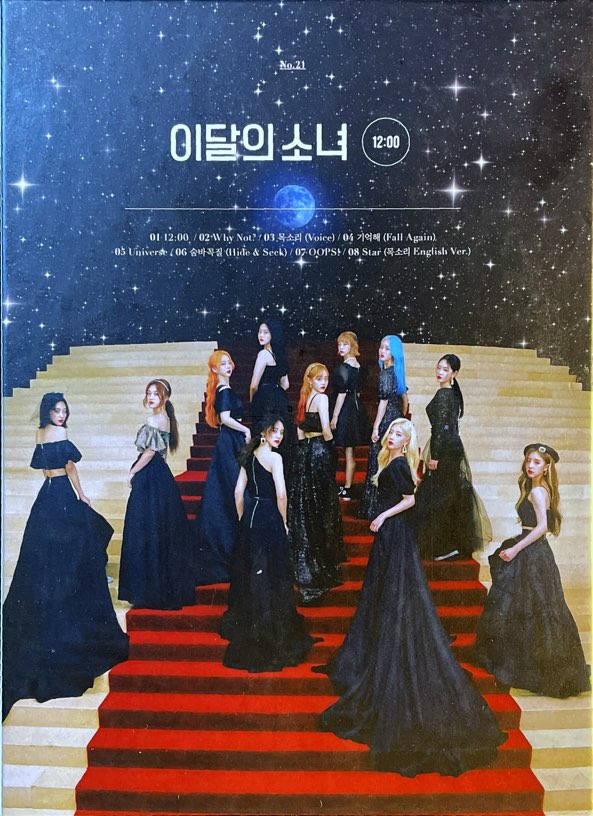 No.21
이달의 소녀 12:00
01 12:00 / 02 Why Not? / 03 목소리 (Voice) / 04 기억해 (Fall Again)
05 Universe / 06 숨바꼭질 (Hide & Seek) / 07 OOPS! / 08 Star (목소리 English Ver.)